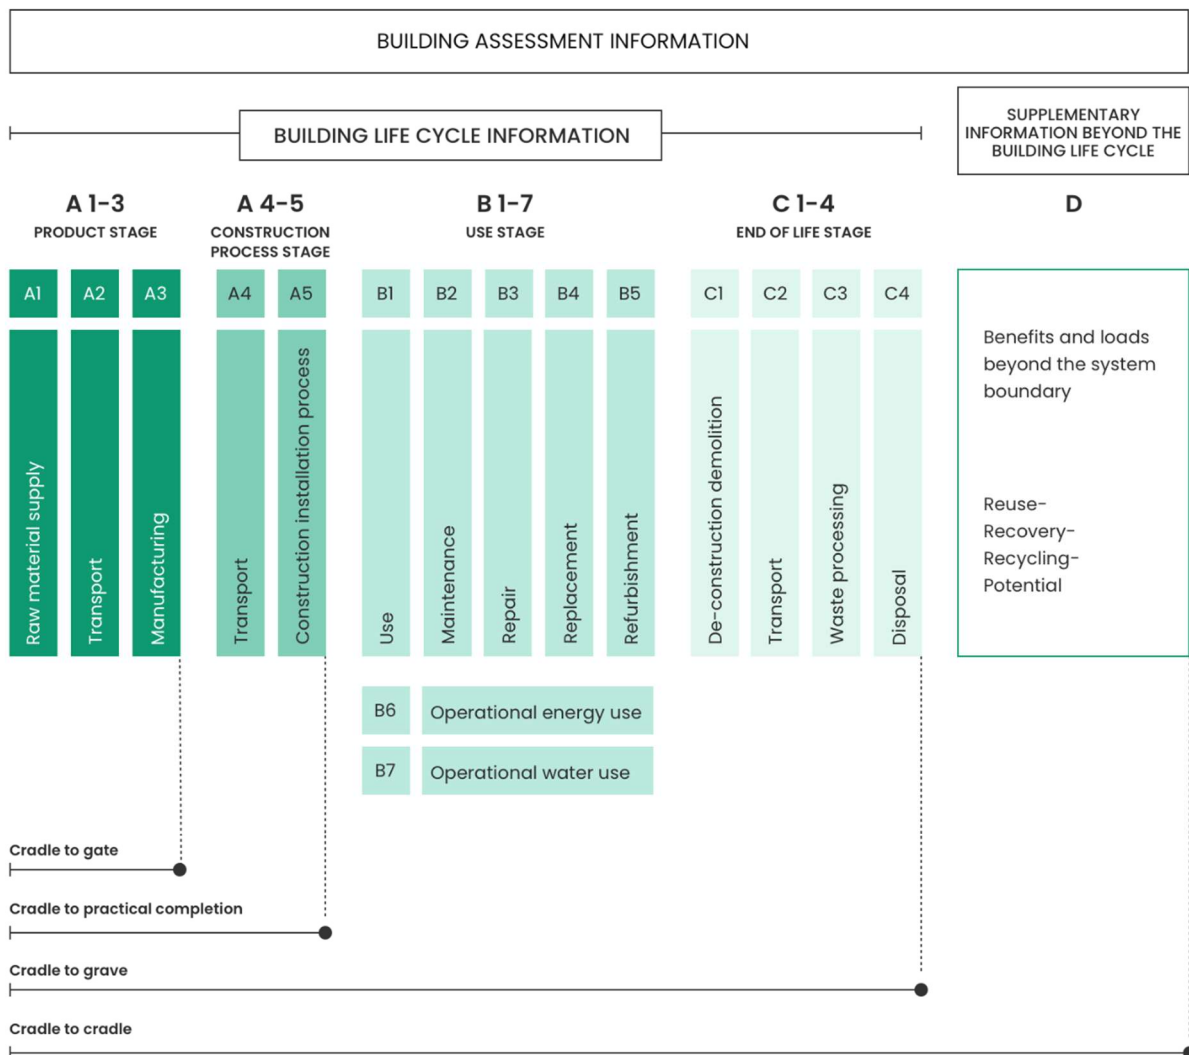 BUILDING ASSESSMENT INFORMATION
BUILDING LIFE CYCLE INFORMATION
SUPPLEMENTARY
INFORMATION BEYOND THE
BUILDING LIFE CYCLE
A 1-3
PRODUCT STAGE
A 4-5
CONSTRUCTION
PROCESS STAGE
B 1-7
USE STAGE
C 1-4
END OF LIFE STAGE
D
A1
A2
A3
A4
A5
B1
B2
B3
B4
B5
C1
C2
C3
C4
Raw material supply
Transport
Manufacturing
Transport
Construction installation process
Use
Maintenance
Repair
Replacement
Refurbishment
De-construction demolition
Transport
Waste processing
Disposal
Benefits and loads
beyond the system
boundary
Reuse-
Recovery-
Recycling-
Potential
B6
Operational energy use
B7
Operational water use
Cradle to gate
Cradle to practical completion
Cradle to grave
Cradle to cradle